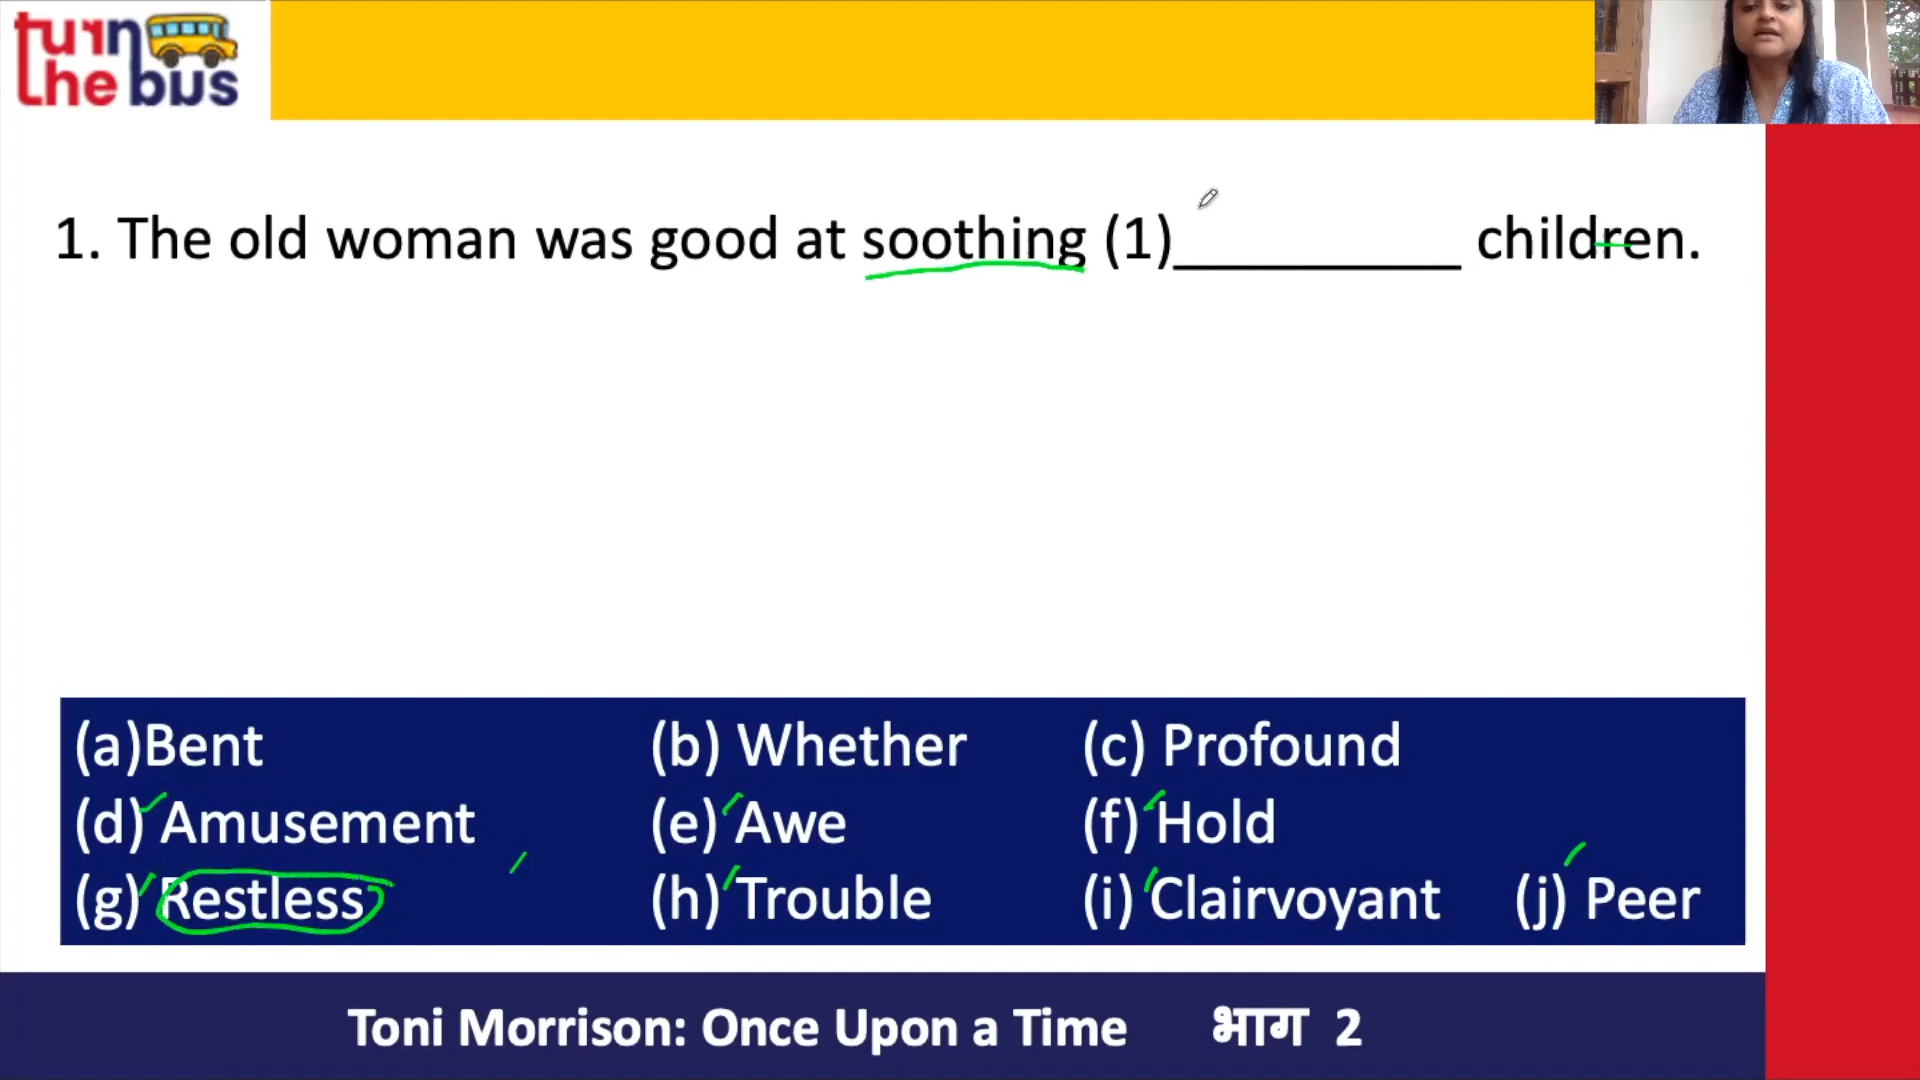 turn
the bus
1. The old woman was good at soothing (1)__________ children.
(a)Bent (b) Whether (c) Profound
(d) Amusement (e) Awe (f) Hold
(g) Restless (h) Trouble (i) Clairvoyant (j) Peer
Toni Morrison: Once Upon a Time भाग 2